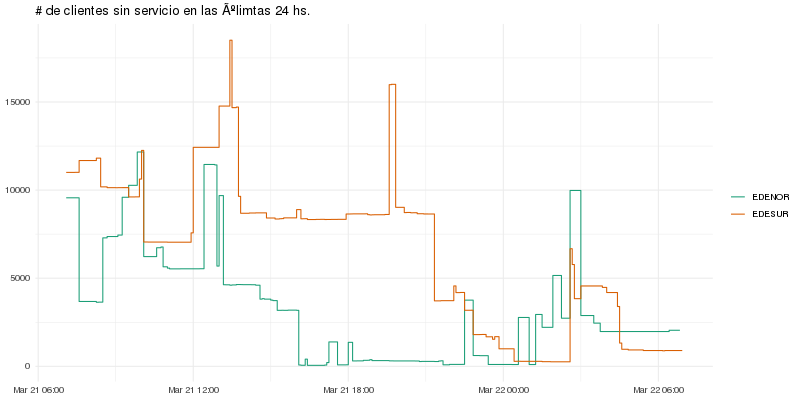 # de clientes sin servicio en las Ãºlimtas 24 hs.
15000
10000
5000
0
Mar 21 06:00 Mar 21 12:00 Mar 21 18:00 Mar 22 00:00 Mar 22 06:00
EDENOR
EDESUR